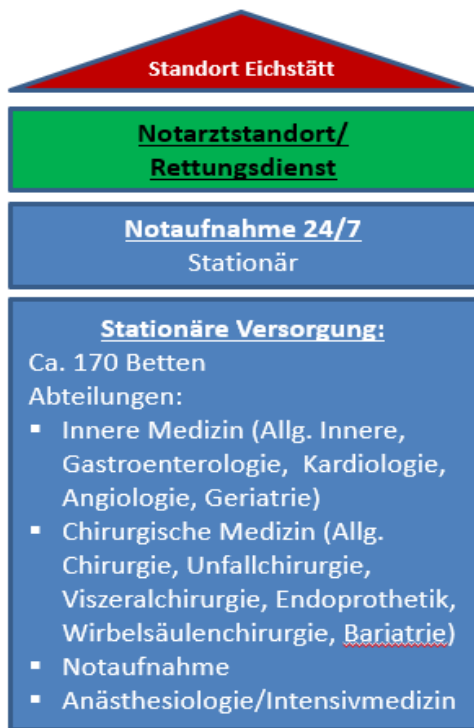 Standort Eichstätt
Notarztstandort/
Rettungsdienst
Notaufnahme 24/7
Stationär
Stationäre Versorgung:
Ca. 170 Betten
Abteilungen:
▪ Innere Medizin (Allg. Innere,
Gastroenterologie, Kardiologie,
Angiologie, Geriatrie)
▪ Chirurgische Medizin (Allg.
Chirurgie, Unfallchirurgie,
Viszeralchirurgie, Endoprothetik,
Wirbelsäulenchirurgie, Bariatrie)
▪ Notaufnahme
▪ Anästhesiologie/Intensivmedizin